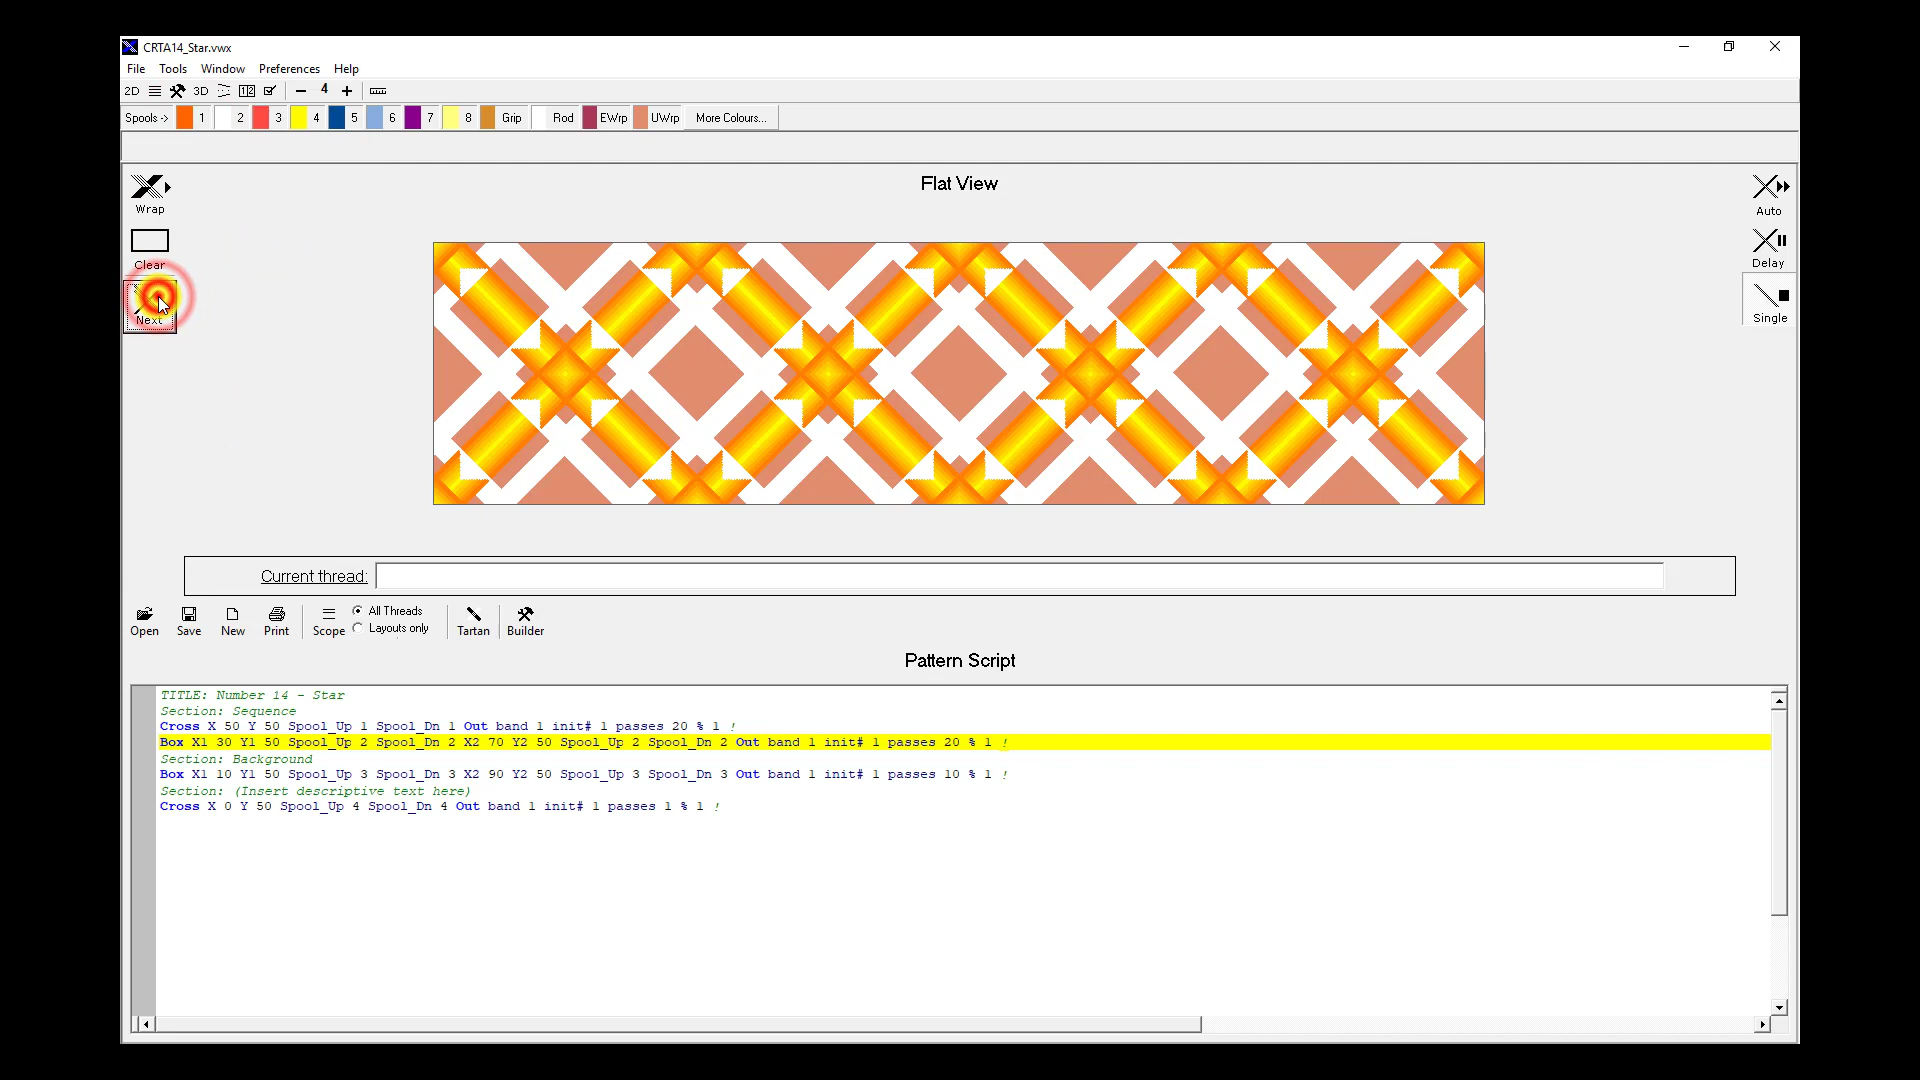 CRTA14_Star.vwx
File Tools Window Preferences Help
2D 3D 1 2 4
Spools -> 1 2 3 4 5 6 7 8 Grip Rod EWrp UWrp More Colours...
Flat View
Wrap
Clear
Next
Auto
Delay
Single
Current thread:
All Threads
Layouts only
Open Save New Print Scope Tartan Builder
Pattern Script
TITLE: Number 14 - Star
Section: Sequence
Cross X 50 Y 50 Spool_Up 1 Spool_Dn 1 Out band 1 init# 1 passes 20 % 1 !
Box X1 30 Y1 50 Spool_Up 2 Spool_Dn 2 X2 70 Y2 50 Spool_Up 2 Spool_Dn 2 Out band 1 init# 1 passes 20 % 1 !
Section: Background
Box X1 10 Y1 50 Spool_Up 3 Spool_Dn 3 X2 90 Y2 50 Spool_Up 3 Spool_Dn 3 Out band 1 init# 1 passes 10 % 1 !
Section: (Insert descriptive text here)
Cross X 0 Y 50 Spool_Up 4 Spool_Dn 4 Out band 1 init# 1 passes 1 % 1 !